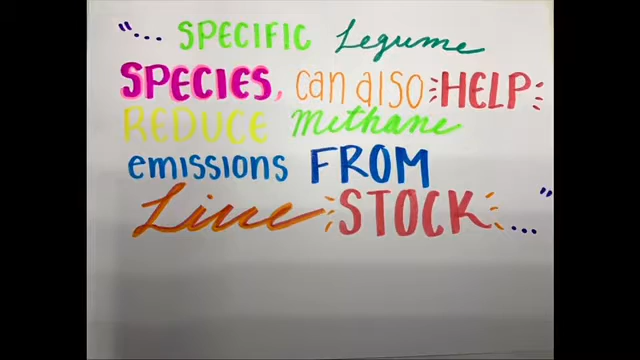 "... SPECIFIC Legume
SPECIES, can also HELP
REDUCE Methane
emissions FROM
Live STOCK ..."